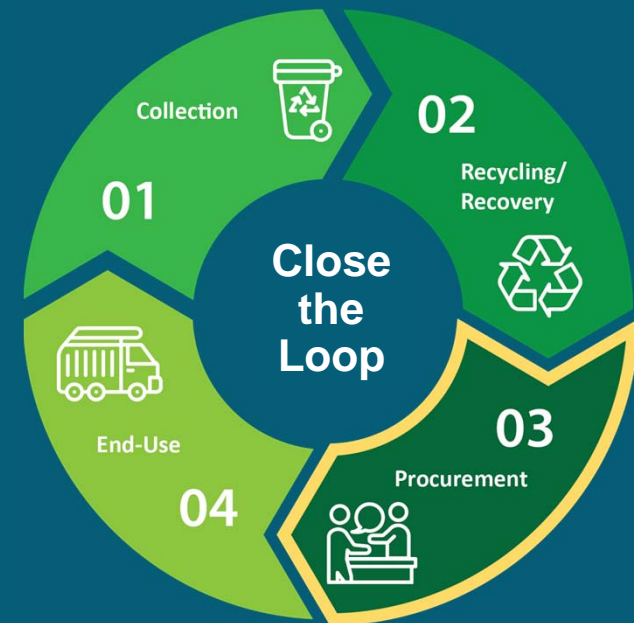 Collection
01
02
Recycling/
Recovery
Close
the
Loop
03
Procurement
End-Use
04